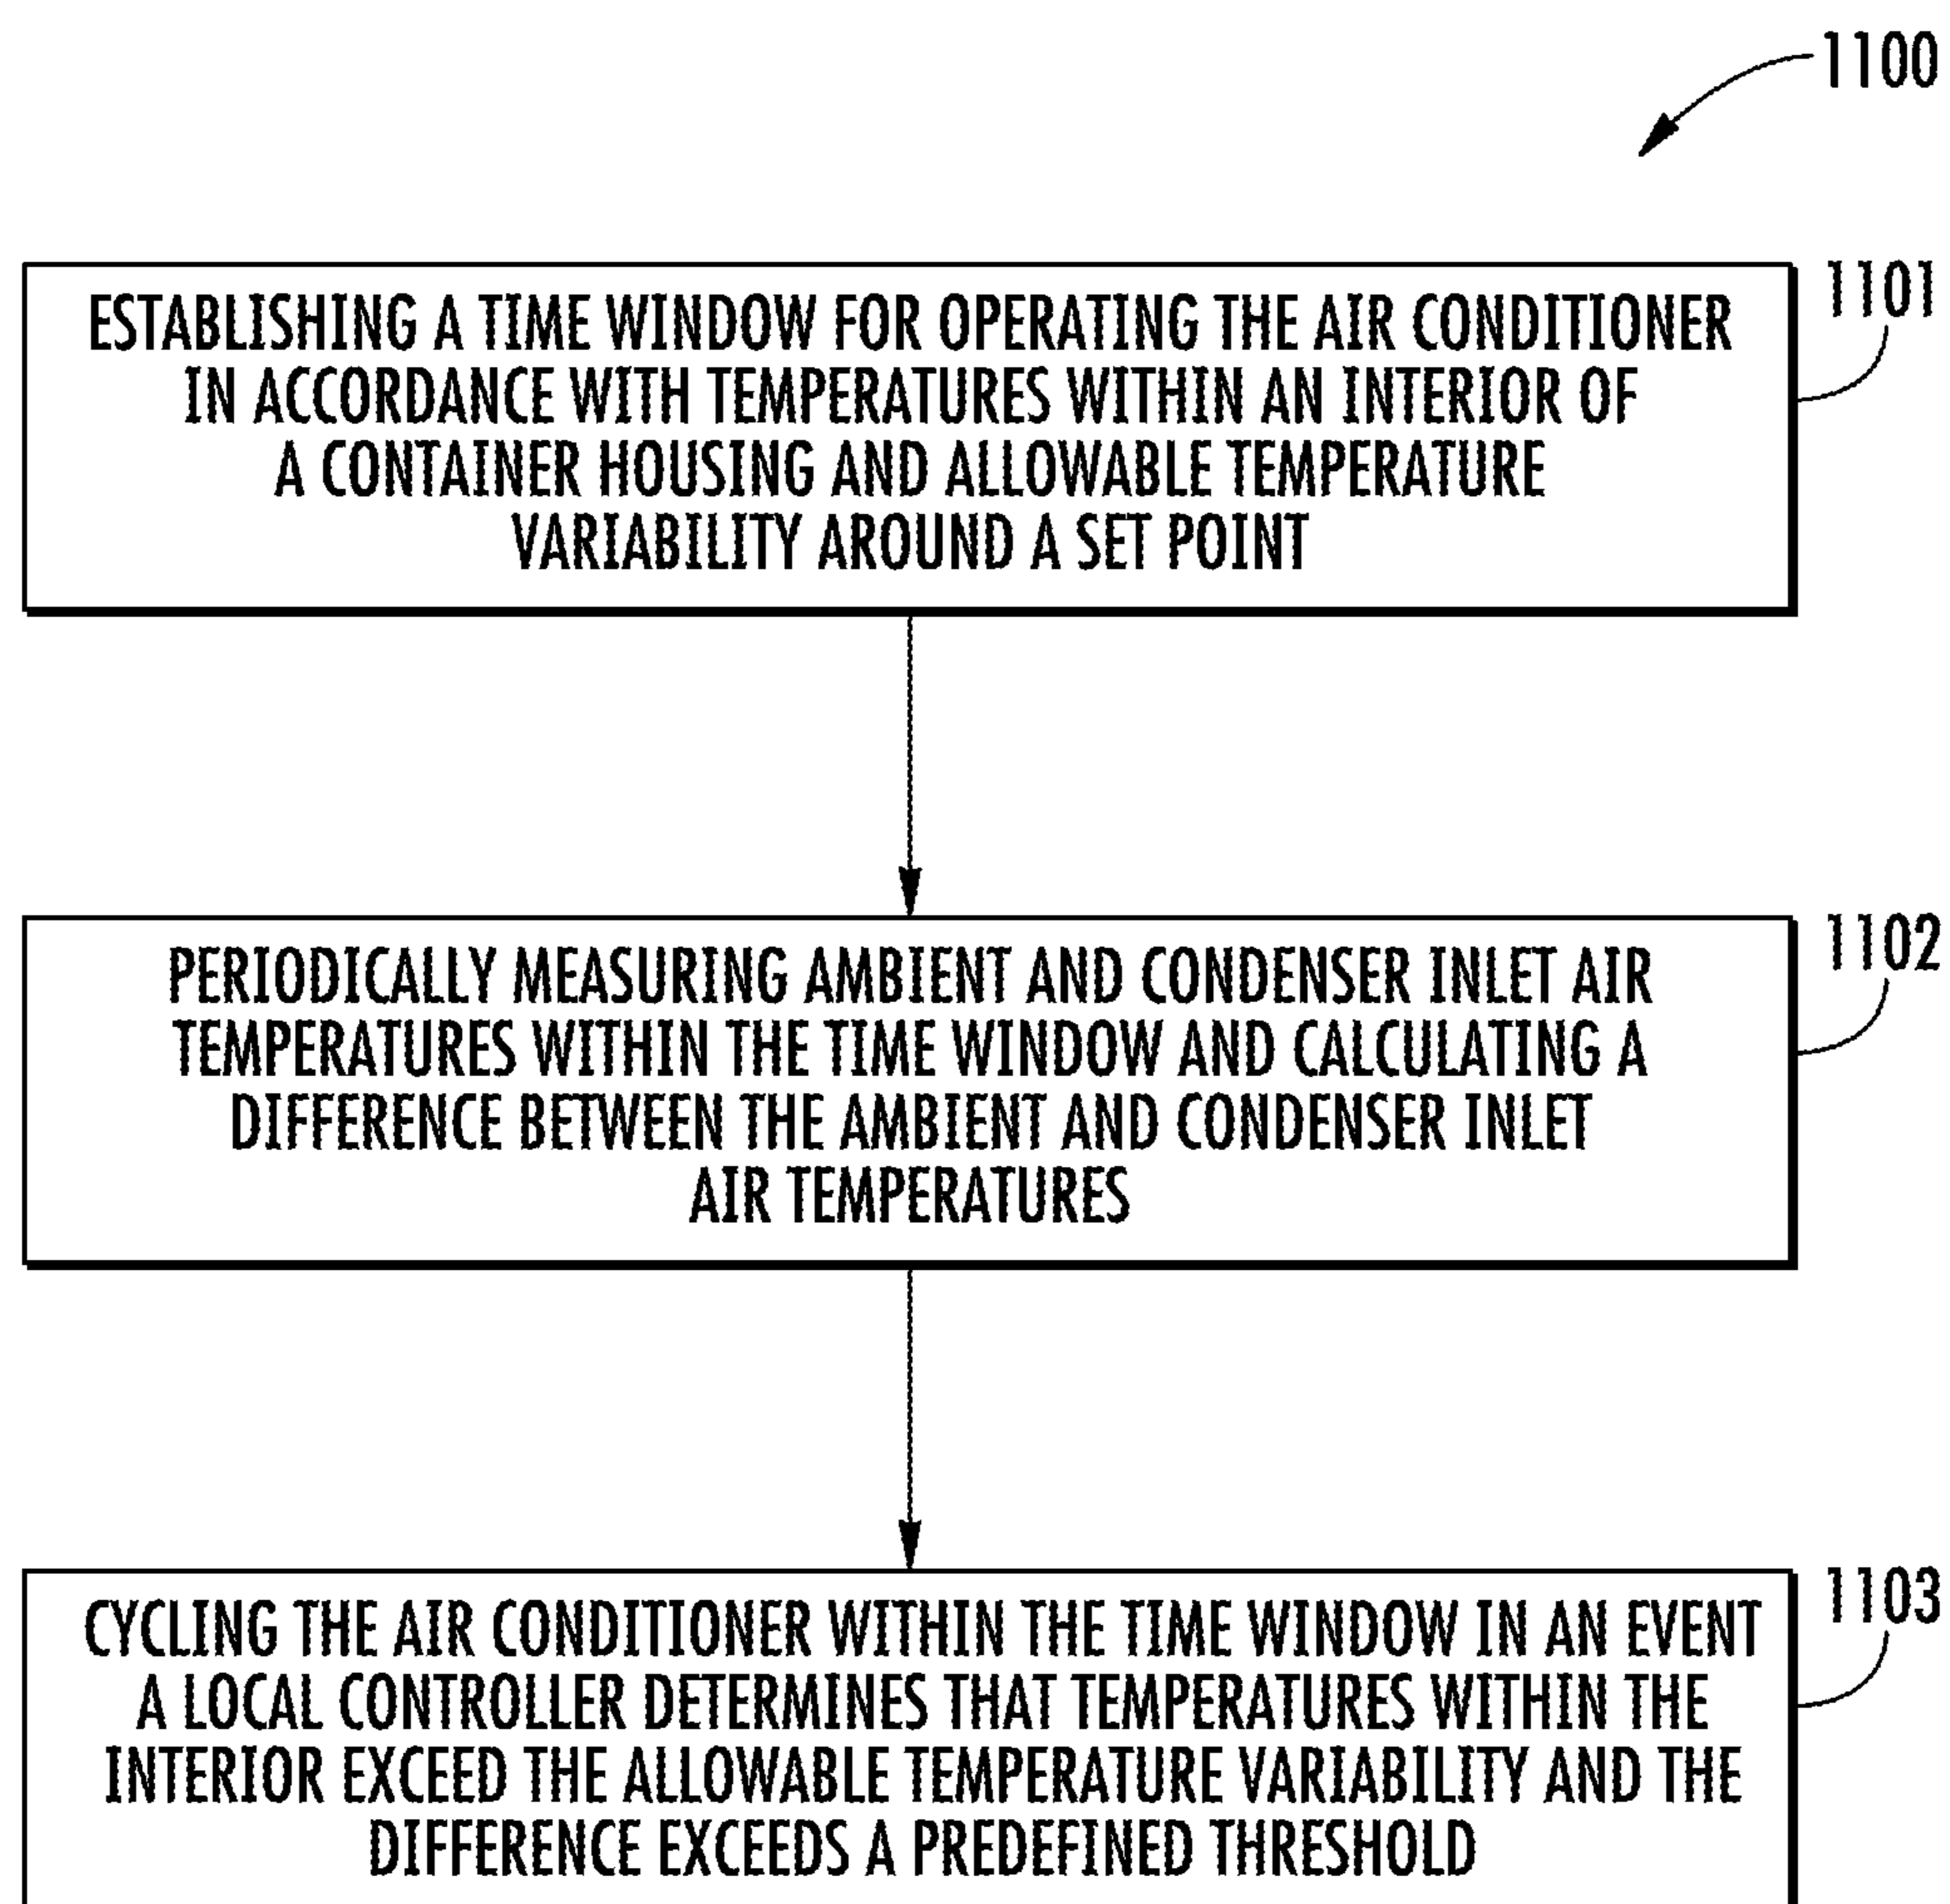 1100
1101
ESTABLISHING A TIME WINDOW FOR OPERATING THE AIR CONDITIONER
IN ACCORDANCE WITH TEMPERATURES WITHIN AN INTERIOR OF
A CONTAINER HOUSING AND ALLOWABLE TEMPERATURE
VARIABILITY AROUND A SET POINT
1102
PERIODICALLY MEASURING AMBIENT AND CONDENSER INLET AIR
TEMPERATURES WITHIN THE TIME WINDOW AND CALCULATING A
DIFFERENCE BETWEEN THE AMBIENT AND CONDENSER INLET
AIR TEMPERATURES
1103
CYCLING THE AIR CONDITIONER WITHIN THE TIME WINDOW IN AN EVENT
A LOCAL CONTROLLER DETERMINES THAT TEMPERATURES WITHIN THE
INTERIOR EXCEED THE ALLOWABLE TEMPERATURE VARIABILITY AND THE
DIFFERENCE EXCEEDS A PREDEFINED THRESHOLD